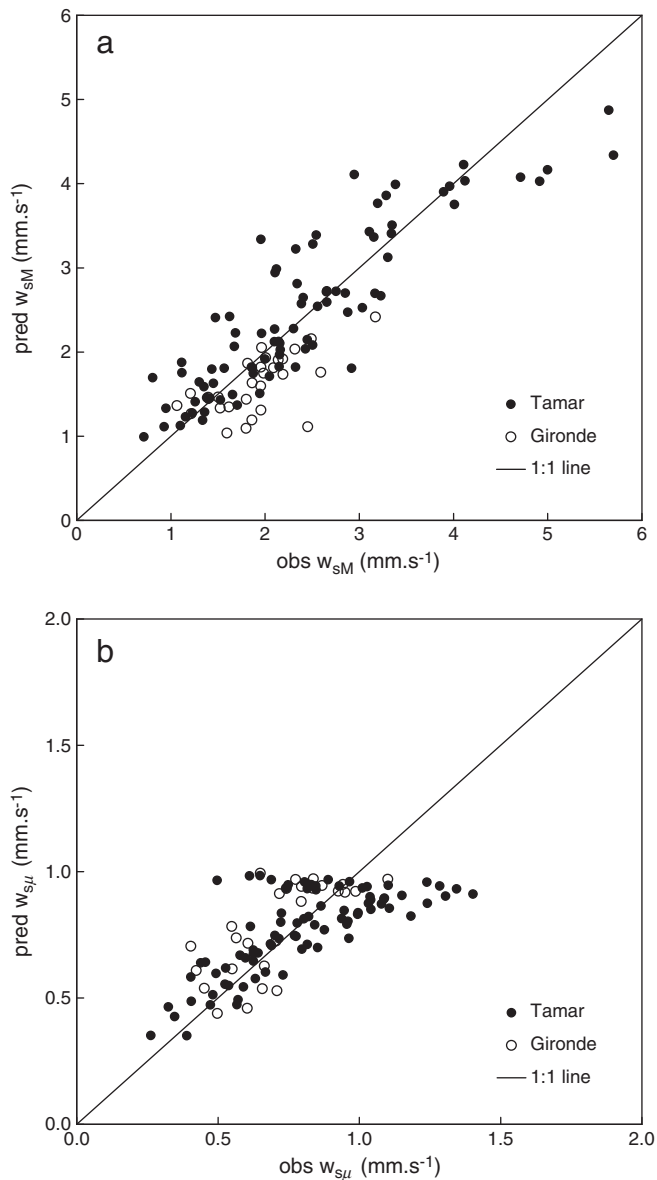 a
6
5
4
3
2
1
0
pred w_sM (mm.s⁻¹)
Tamar
Gironde
1:1 line
0 1 2 3 4 5 6
obs w_sM (mm.s⁻¹)
b
2.0
1.5
1.0
0.5
0.0
pred w_sμ (mm.s⁻¹)
Tamar
Gironde
1:1 line
0.0 0.5 1.0 1.5 2.0
obs w_sμ (mm.s⁻¹)